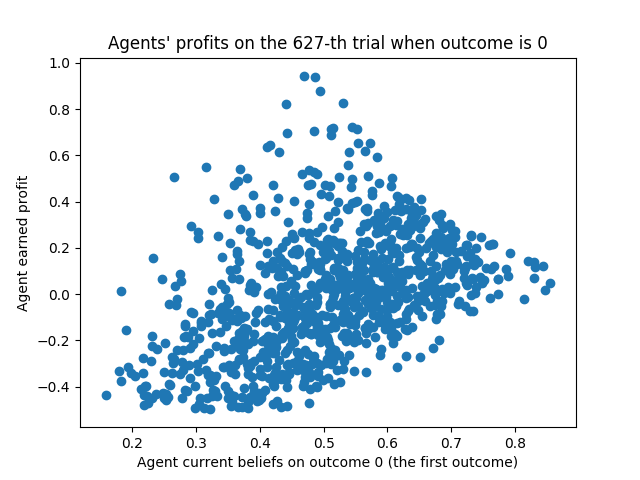 Agents' profits on the 627-th trial when outcome is 0
1.0
0.8
0.6
0.4
0.2
0.0
−0.2
−0.4
Agent earned profit
0.2 0.3 0.4 0.5 0.6 0.7 0.8
Agent current beliefs on outcome 0 (the first outcome)